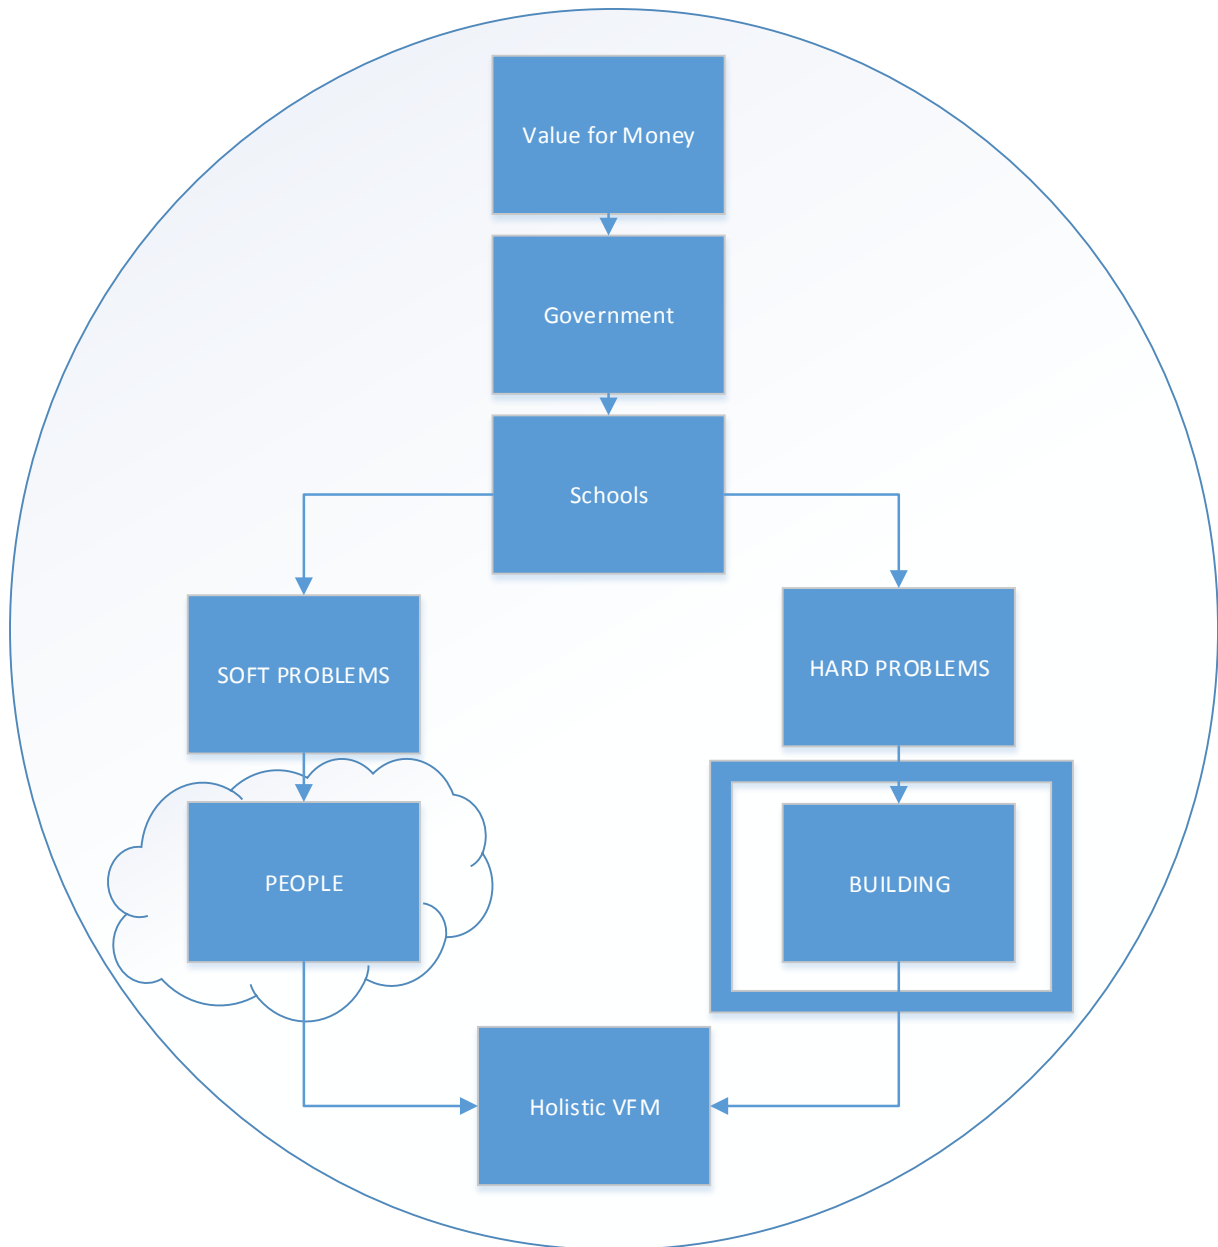 Value for Money
Government
Schools
SOFT PROBLEMS
HARD PROBLEMS
PEOPLE
BUILDING
Holistic VFM